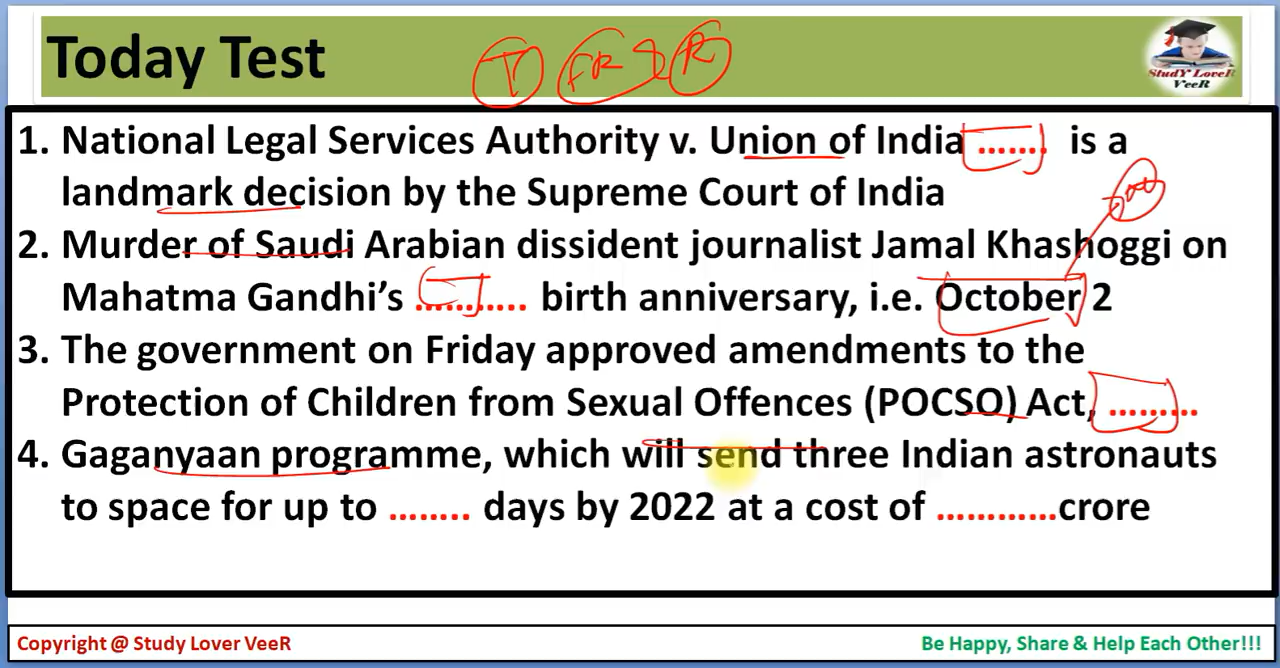 Today Test
T FR & R
StudY LoveR
VeeR
1. National Legal Services Authority v. Union of India ....... is a
landmark decision by the Supreme Court of India
2. Murder of Saudi Arabian dissident journalist Jamal Khashoggi on
Mahatma Gandhi's ........... birth anniversary, i.e. October 2
3. The government on Friday approved amendments to the
Protection of Children from Sexual Offences (POCSO) Act, .........
4. Gaganyaan programme, which will send three Indian astronauts
to space for up to ........ days by 2022 at a cost of ............crore
Copyright @ Study Lover VeeR
Be Happy, Share & Help Each Other!!!